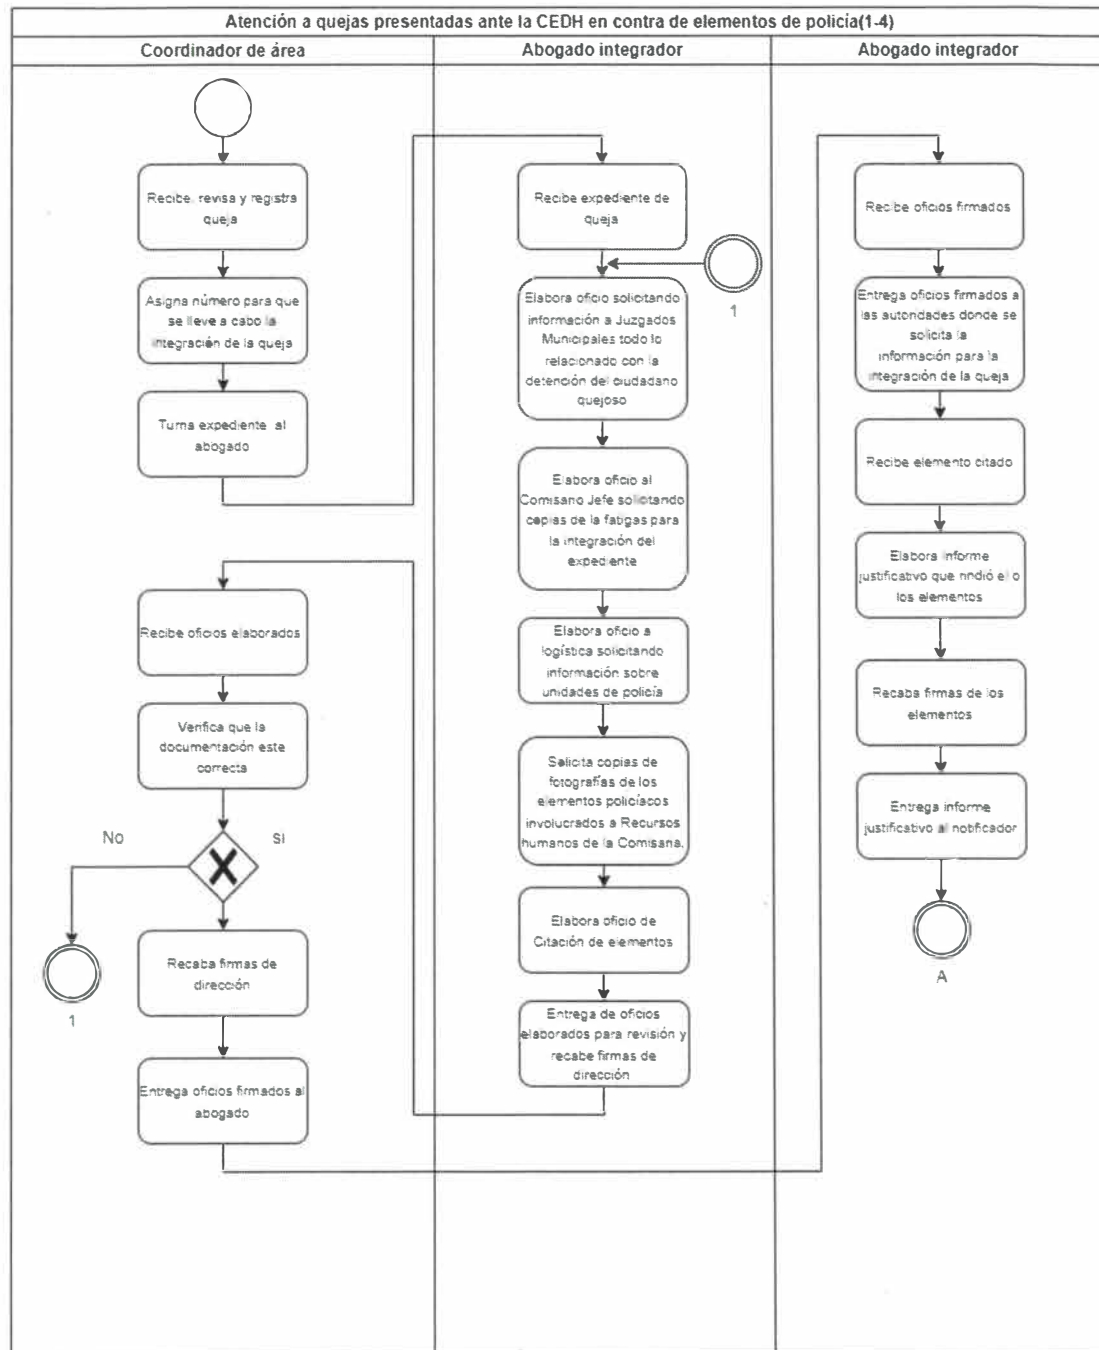 Atención a quejas presentadas ante la CEDH en contra de elementos de policía(1-4)
Coordinador de área
Abogado integrador
Abogado integrador
Recibe, revisa y registra
queja
Asigna número para que
se lleve a cabo la
integración de la queja
Turna expediente al
abogado
Recibe oficios elaborados
Verifica que la
documentación este
correcta
No
si
1
Recaba firmas de
dirección
Entrega oficios firmados al
abogado
Recibe expediente de
queja
1
Elabora oficio solicitando
información a Juzgados
Municipales todo lo
relacionado con la
detención del ciudadano
quejoso
Elabora oficio al
Comisario Jefe solicitando
copias de la fatigas para
la integración del
expediente
Elabora oficio a
logística solicitando
información sobre
unidades de policía
Solicita copias de
fotografías de los
elementos policíacos
involucrados a Recursos
humanos de la Comisaria.
Elabora oficio de
Citación de elementos
Entrega de oficios
elaborados para revisión y
recabe firmas de
dirección
Recibe oficios firmados
Entrega oficios firmados a
las autoridades donde se
solicita la
información para la
integración de la queja
Recibe elemento citado
Elabora informe
justificativo que rindió el o
los elementos
Recaba firmas de los
elementos
Entrega informe
justificativo al notificador
A